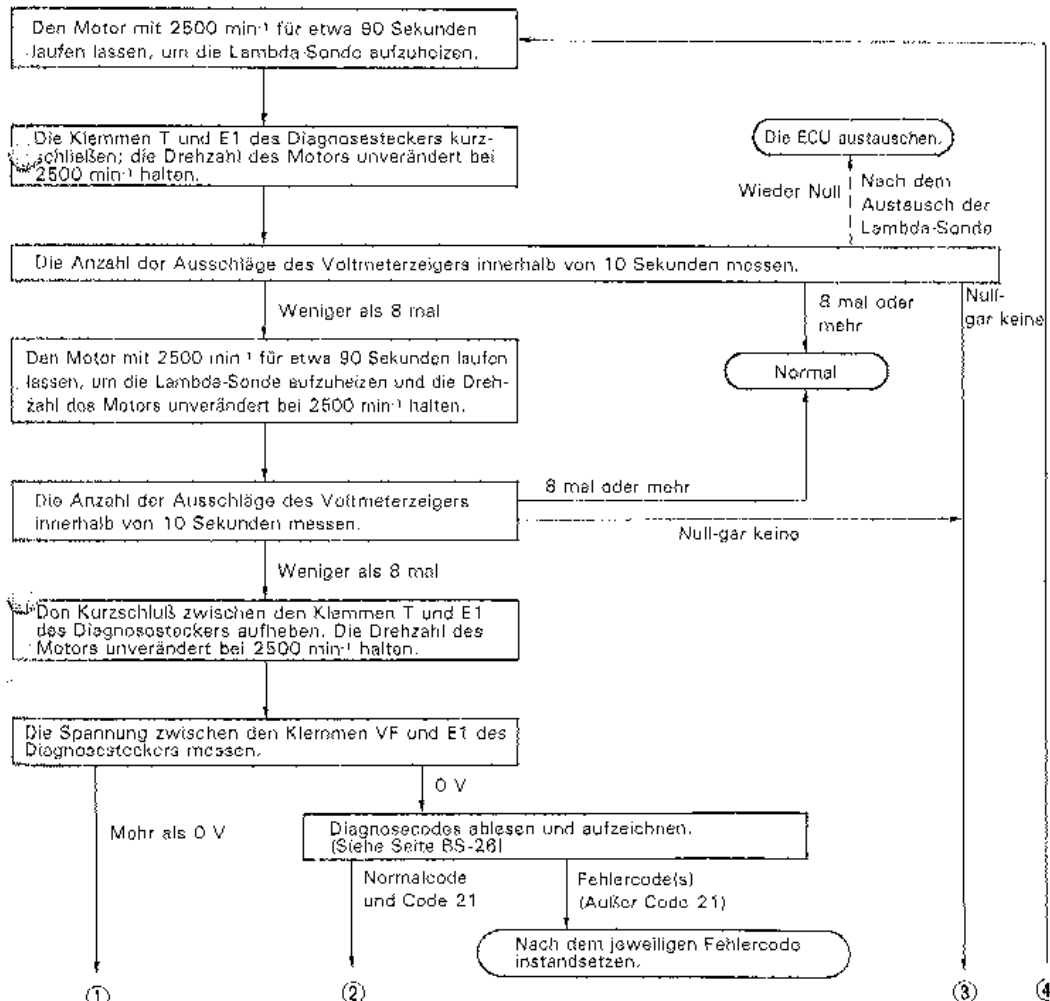 Den Motor mit 2500 min⁻¹ für etwa 90 Sekunden
laufen lassen, um die Lambda-Sonde aufzuheizen.
Die Klemmen T und E1 des Diagnosesteckers kurz-
schließen; die Drehzahl des Motors unverändert bei
2500 min⁻¹ halten.
Die ECU austauschen.
Wieder Null
Nach dem
Austausch der
Lambda-Sonde
Die Anzahl der Ausschläge des Voltmeterzeigers innerhalb von 10 Sekunden messen.
Weniger als 8 mal
8 mal oder
mehr
Null-
gar keine
Den Motor mit 2500 min⁻¹ für etwa 90 Sekunden laufen
lassen, um die Lambda-Sonde aufzuheizen und die Dreh-
zahl des Motors unverändert bei 2500 min⁻¹ halten.
Normal
Die Anzahl der Ausschläge des Voltmeterzeigers
innerhalb von 10 Sekunden messen.
8 mal oder mehr
Null-gar keine
Weniger als 8 mal
Den Kurzschluß zwischen den Klemmen T und E1
des Diagnosesteckers aufheben. Die Drehzahl des
Motors unverändert bei 2500 min⁻¹ halten.
Die Spannung zwischen den Klemmen VF und E1 des
Diagnosesteckers messen.
0 V
Mehr als 0 V
Diagnosecodes ablesen und aufzeichnen.
(Siehe Seite BS-26)
Normalcode
und Code 21
Fehlercode(s)
(Außer Code 21)
Nach dem jeweiligen Fehlercode
instandsetzen.
① ② ③ ④